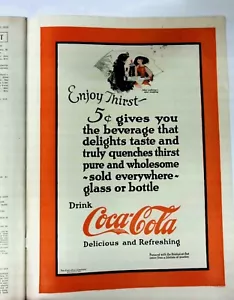 Enjoy Thirst~
5¢ gives you
the beverage that
delights taste and
truly quenches thirst
pure and wholesome
~sold everywhere~
glass or bottle
Drink
Coca-Cola
Delicious and Refreshing